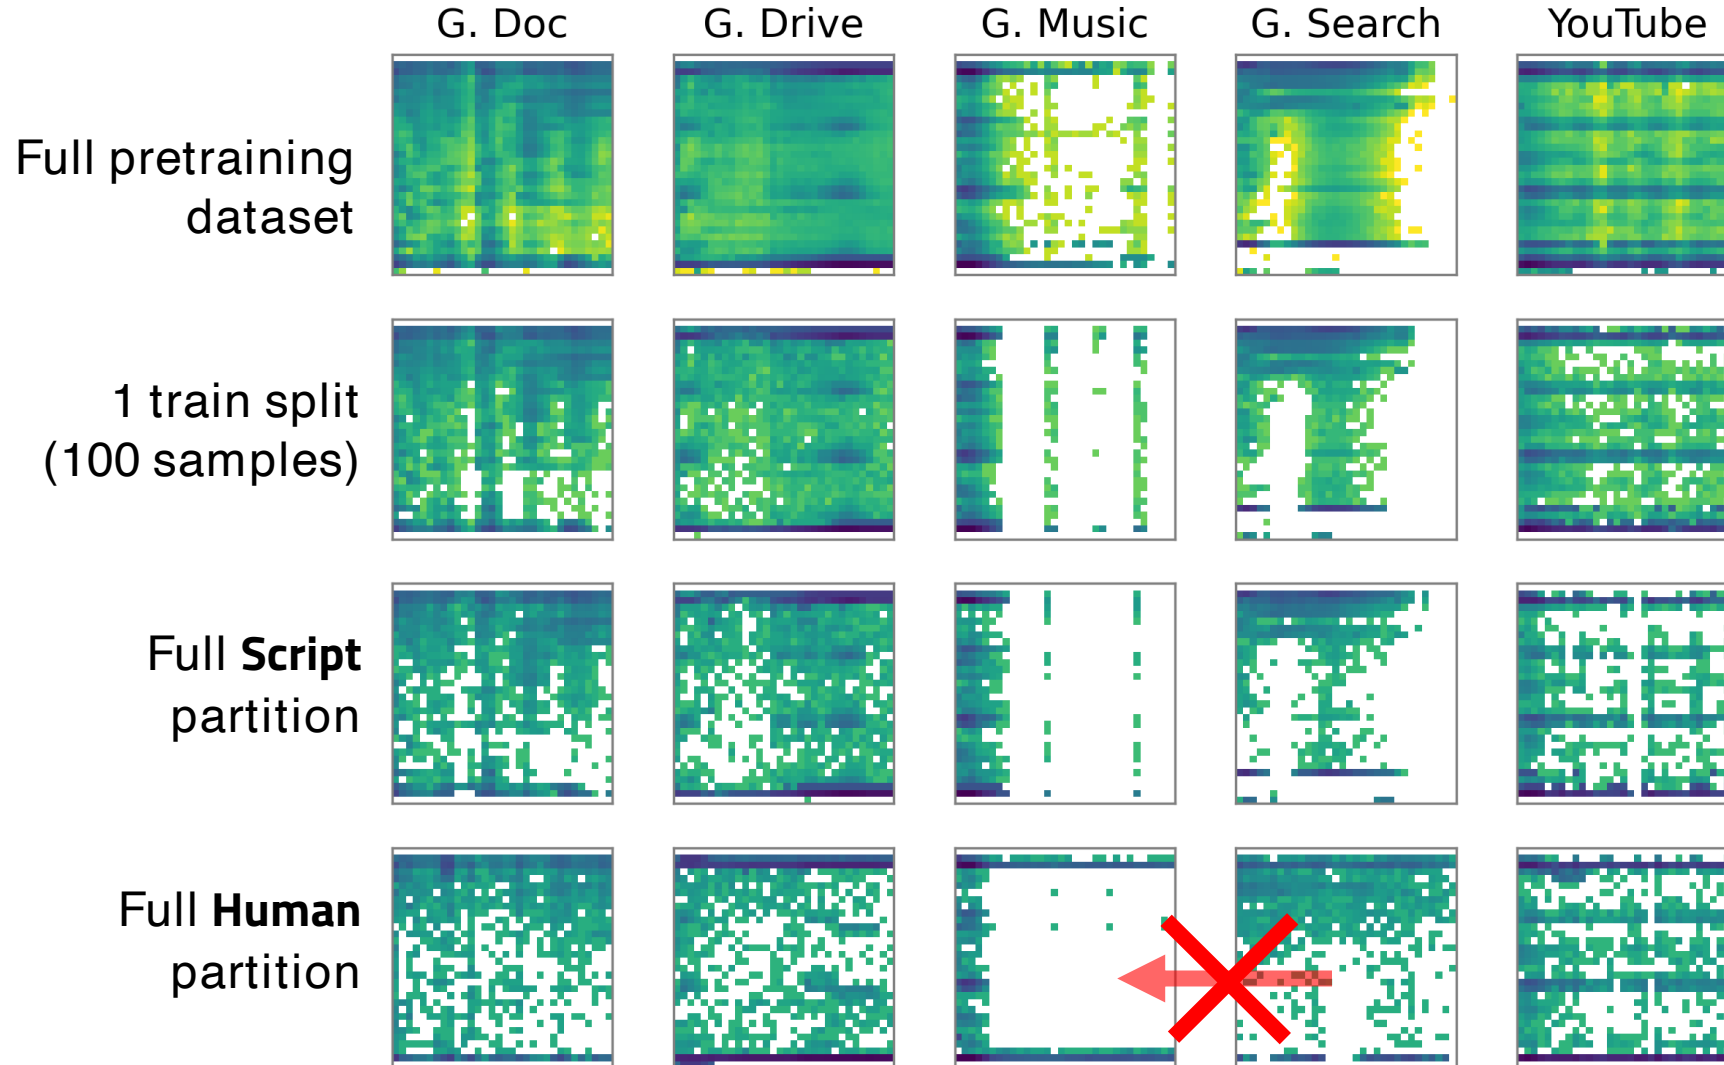 G. Doc G. Drive G. Music G. Search YouTube
Full pretraining
dataset
1 train split
(100 samples)
Full Script
partition
Full Human
partition